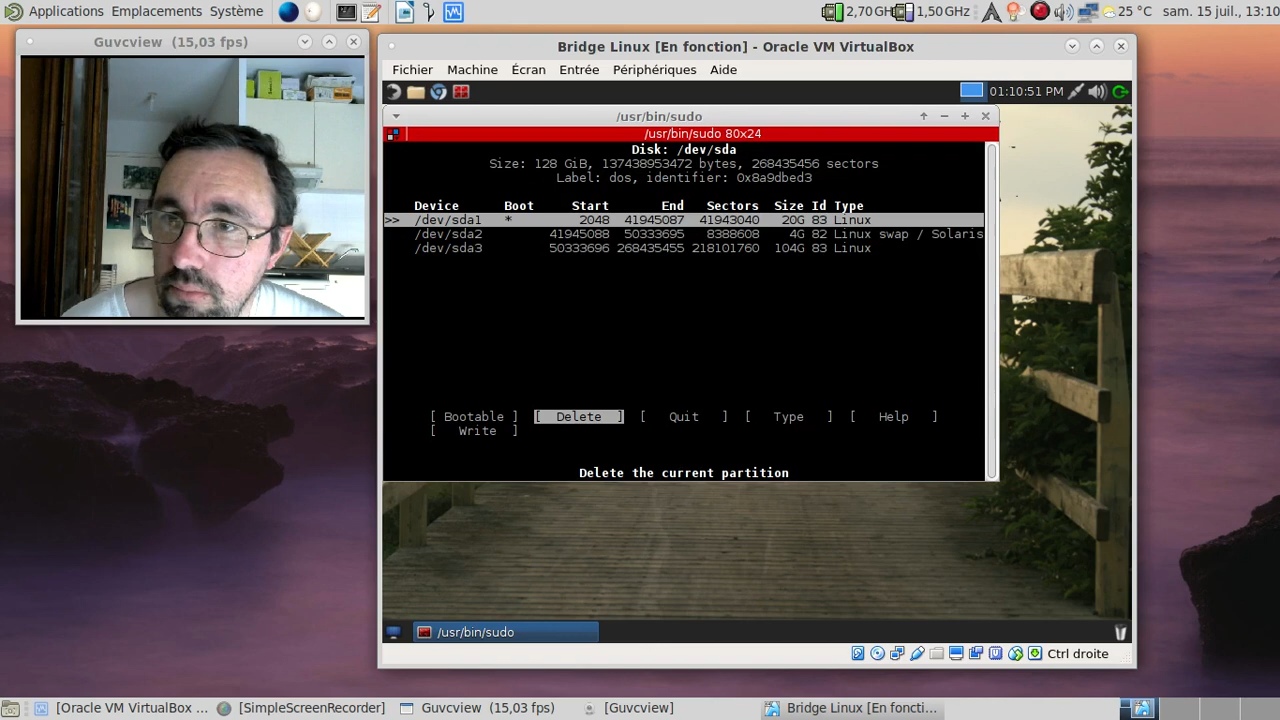 Applications Emplacements Système
2,70 GH 1,50 GHz 25 °C sam. 15 juil., 13:10
Guvcview (15,03 fps)
Bridge Linux [En fonction] - Oracle VM VirtualBox
Fichier Machine Écran Entrée Périphériques Aide
01:10:51 PM
/usr/bin/sudo
/usr/bin/sudo 80x24
Disk: /dev/sda
Size: 128 GiB, 137438953472 bytes, 268435456 sectors
Label: dos, identifier: 0x8a9dbed3
Device Boot Start End Sectors Size Id Type
>> /dev/sda1 * 2048 41945087 41943040 20G 83 Linux
/dev/sda2 41945088 50333695 8388608 4G 82 Linux swap / Solaris
/dev/sda3 50333696 268435455 218101760 104G 83 Linux
[ Bootable ] [ Delete ] [ Quit ] [ Type ] [ Help ]
[ Write ]
Delete the current partition
/usr/bin/sudo
Ctrl droite
[Oracle VM VirtualBox ... [SimpleScreenRecorder] Guvcview (15,03 fps) [Guvcview] Bridge Linux [En foncti...